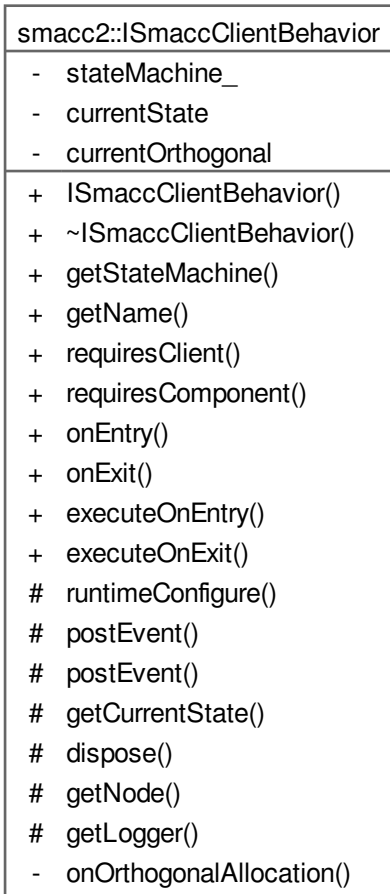 smacc2::ISmaccClientBehavior
- stateMachine_
- currentState
- currentOrthogonal
+ ISmaccClientBehavior()
+ ~ISmaccClientBehavior()
+ getStateMachine()
+ getName()
+ requiresClient()
+ requiresComponent()
+ onEntry()
+ onExit()
+ executeOnEntry()
+ executeOnExit()
# runtimeConfigure()
# postEvent()
# postEvent()
# getCurrentState()
# dispose()
# getNode()
# getLogger()
- onOrthogonalAllocation()